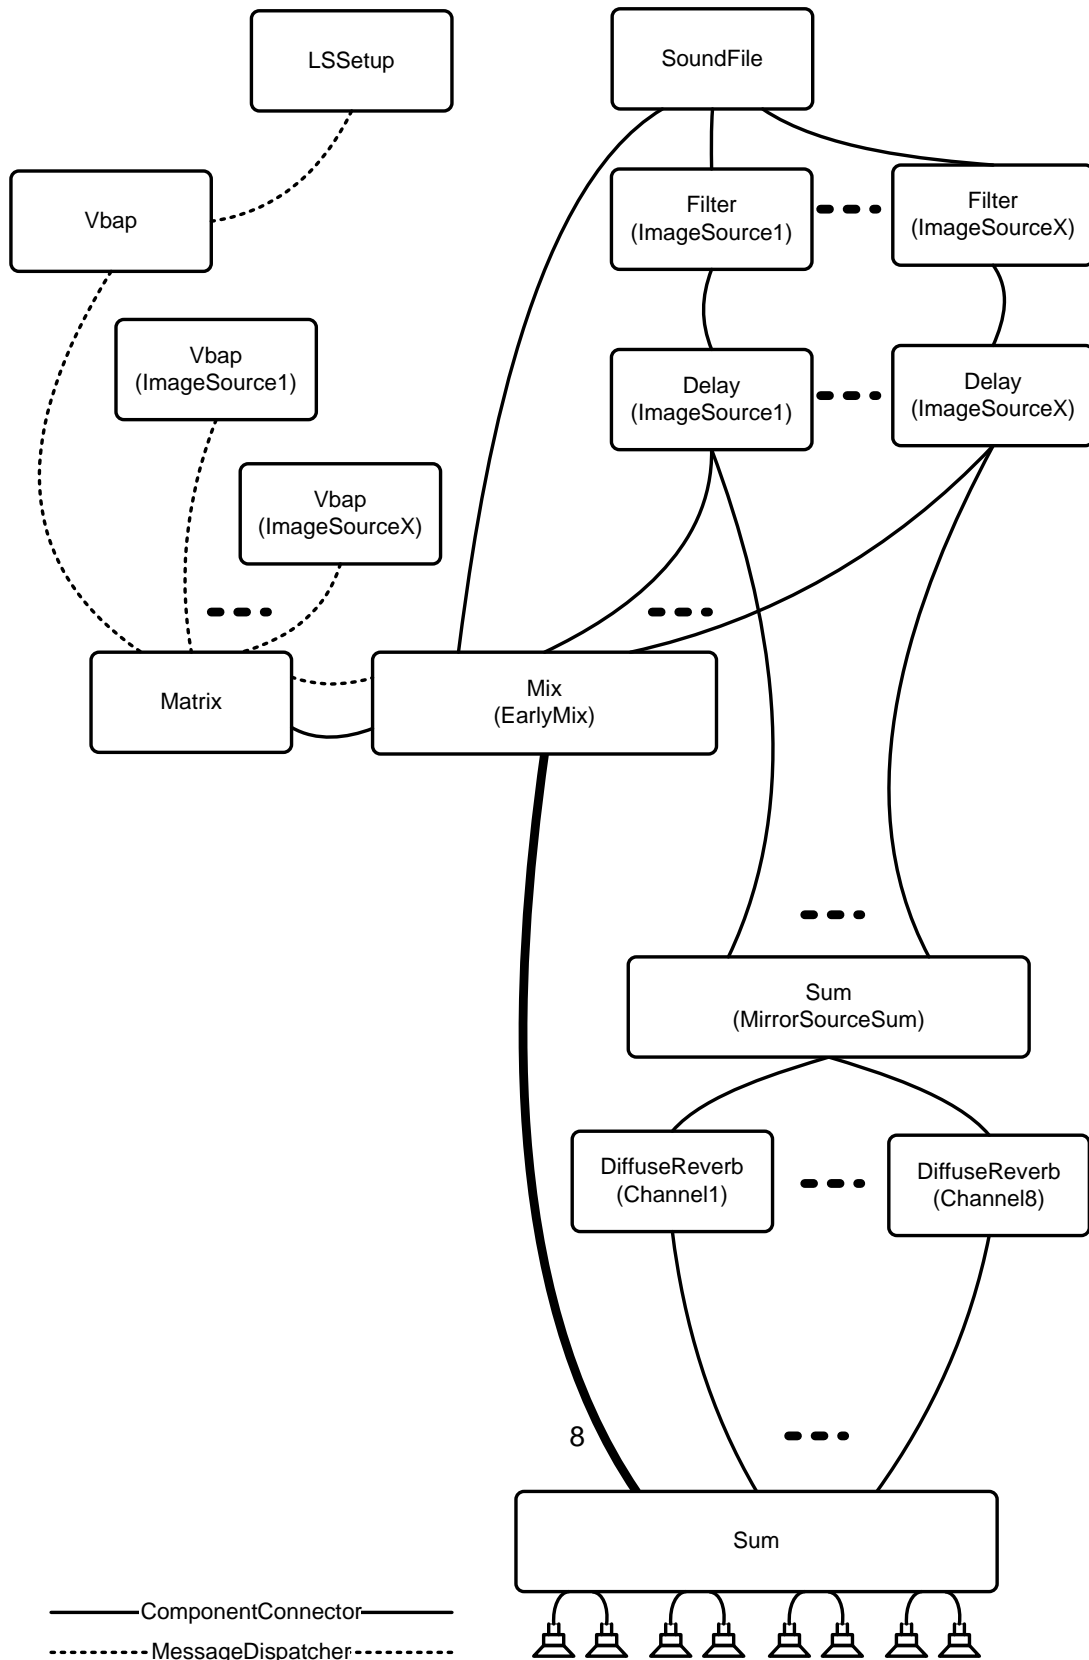 LSSetup
SoundFile
Vbap
Filter
(ImageSource1)
Filter
(ImageSourceX)
Vbap
(ImageSource1)
Delay
(ImageSource1)
Delay
(ImageSourceX)
Vbap
(ImageSourceX)
Matrix
Mix
(EarlyMix)
Sum
(MirrorSourceSum)
DiffuseReverb
(Channel1)
DiffuseReverb
(Channel8)
8
Sum
ComponentConnector
MessageDispatcher